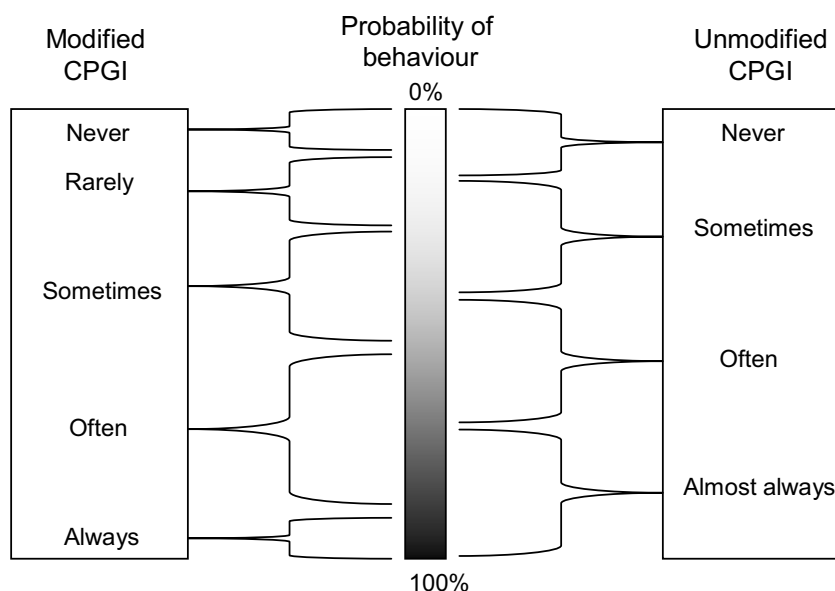 Modified
CPGI
Probability of
behaviour
Unmodified
CPGI
0%
Never
Rarely
Sometimes
Often
Always
Never
Sometimes
Often
Almost always
100%